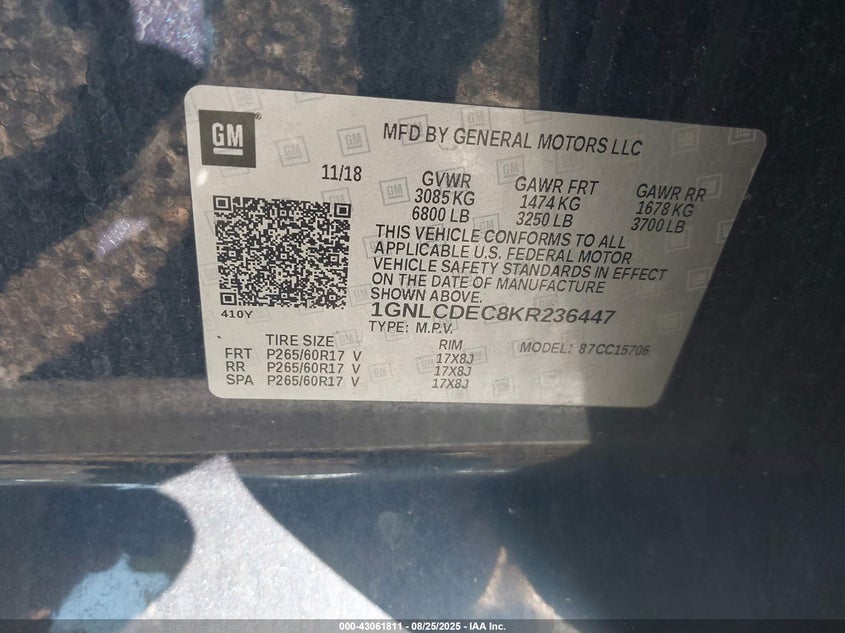 GM
MFD BY GENERAL MOTORS LLC
11/18
GVWR
3085 KG
6800 LB
GAWR FRT
1474 KG
3250 LB
GAWR RR
1678 KG
3700 LB
THIS VEHICLE CONFORMS TO ALL
APPLICABLE U.S. FEDERAL MOTOR
VEHICLE SAFETY STANDARDS IN EFFECT
ON THE DATE OF MANUFACTURE
SHOWN ABOVE.
410Y
1GNLCDEC8KR236447
TYPE: M.P.V.
MODEL: 87CC15706
TIRE SIZE RIM
FRT P265/60R17 V 17X8J
RR P265/60R17 V 17X8J
SPA P265/60R17 V 17X8J
000-43061811 - 08/25/2025 - IAA Inc.